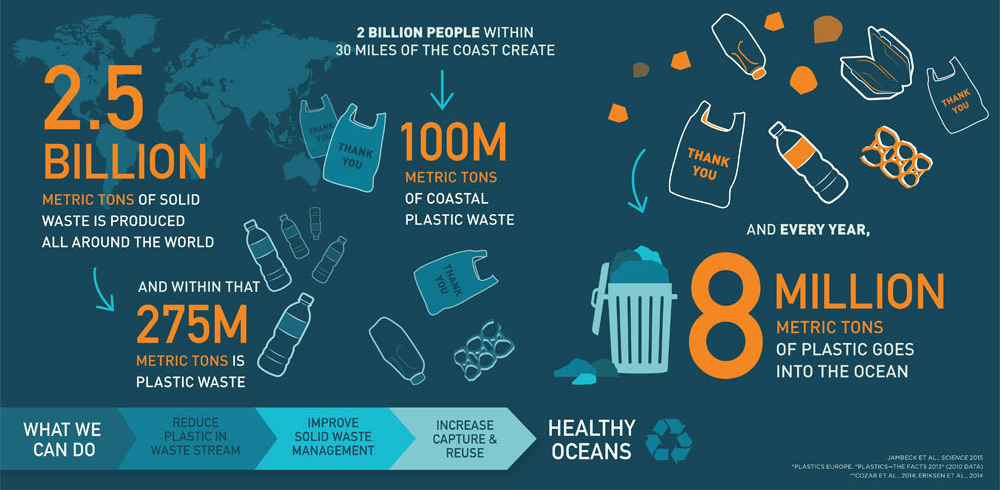 2.5
BILLION
METRIC TONS OF SOLID
WASTE IS PRODUCED
ALL AROUND THE WORLD
AND WITHIN THAT
275M
METRIC TONS IS
PLASTIC WASTE
2 BILLION PEOPLE WITHIN
30 MILES OF THE COAST CREATE
100M
METRIC TONS
OF COASTAL
PLASTIC WASTE
THANK
YOU
THANK
YOU
THANK
YOU
THANK
YOU
THANK
YOU
AND EVERY YEAR,
8
MILLION
METRIC TONS
OF PLASTIC GOES
INTO THE OCEAN
WHAT WE
CAN DO
REDUCE
PLASTIC IN
WASTE STREAM
IMPROVE
SOLID WASTE
MANAGEMENT
INCREASE
CAPTURE &
REUSE
HEALTHY
OCEANS
JAMBECK ET AL., SCIENCE 2015
*PLASTICS EUROPE, "PLASTICS—THE FACTS 2013" (2010 DATA)
**COZAR ET AL., 2014; ERIKSEN ET AL., 2014